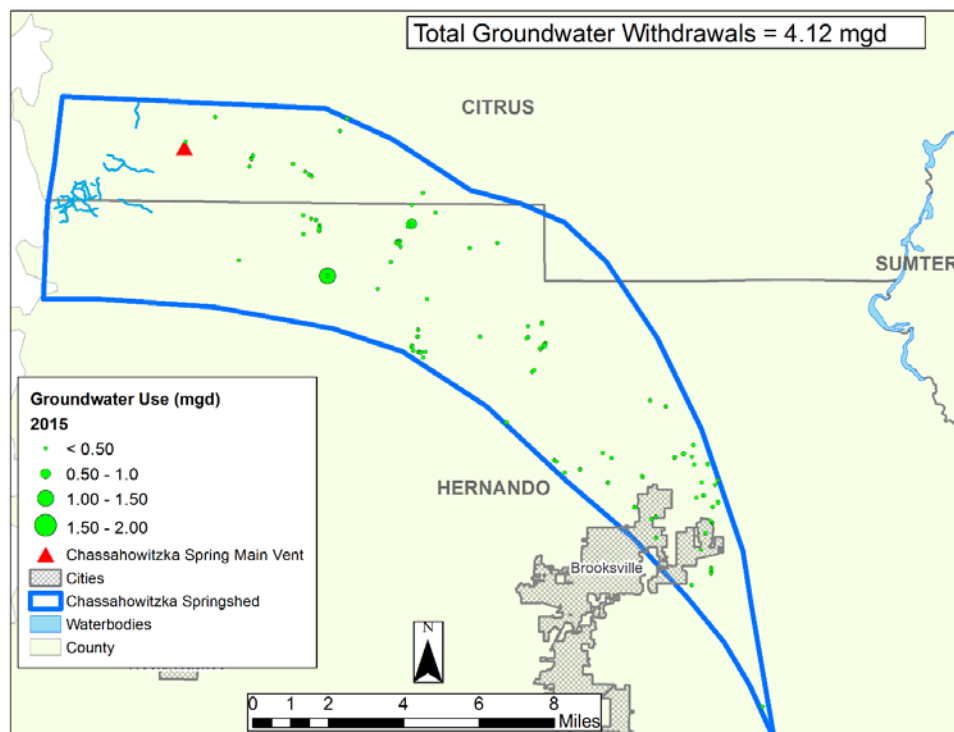 Total Groundwater Withdrawals = 4.12 mgd
CITRUS
SUMTER
HERNANDO
Brooksville
Groundwater Use (mgd)
2015
< 0.50
0.50 - 1.0
1.00 - 1.50
1.50 - 2.00
Chassahowitzka Spring Main Vent
Cities
Chassahowitzka Springshed
Waterbodies
County
N
0 1 2 4 6 8
Miles